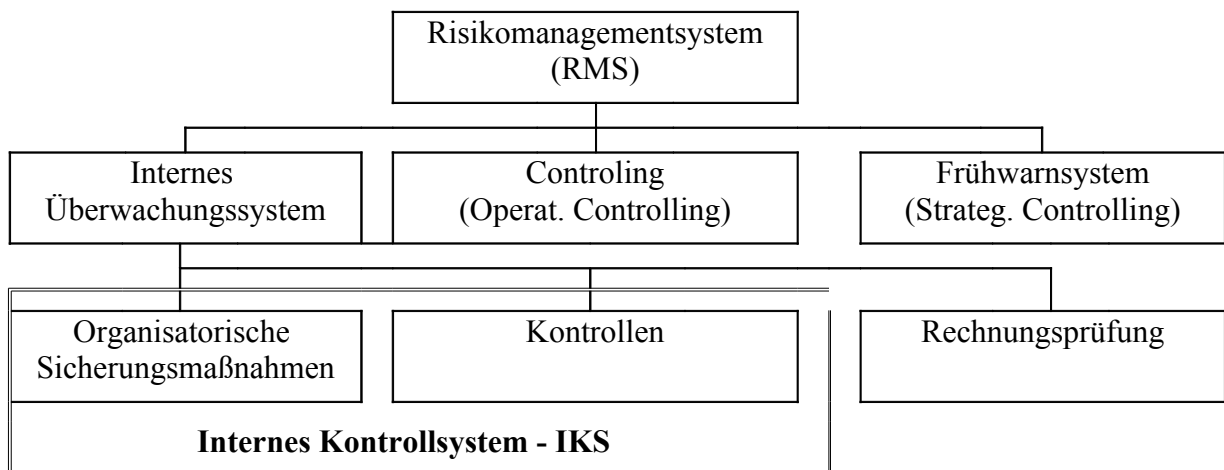 Risikomanagementsystem
(RMS)
Internes
Überwachungssystem
Controling
(Operat. Controlling)
Frühwarnsystem
(Strateg. Controlling)
Organisatorische
Sicherungsmaßnahmen
Kontrollen
Rechnungsprüfung
Internes Kontrollsystem - IKS